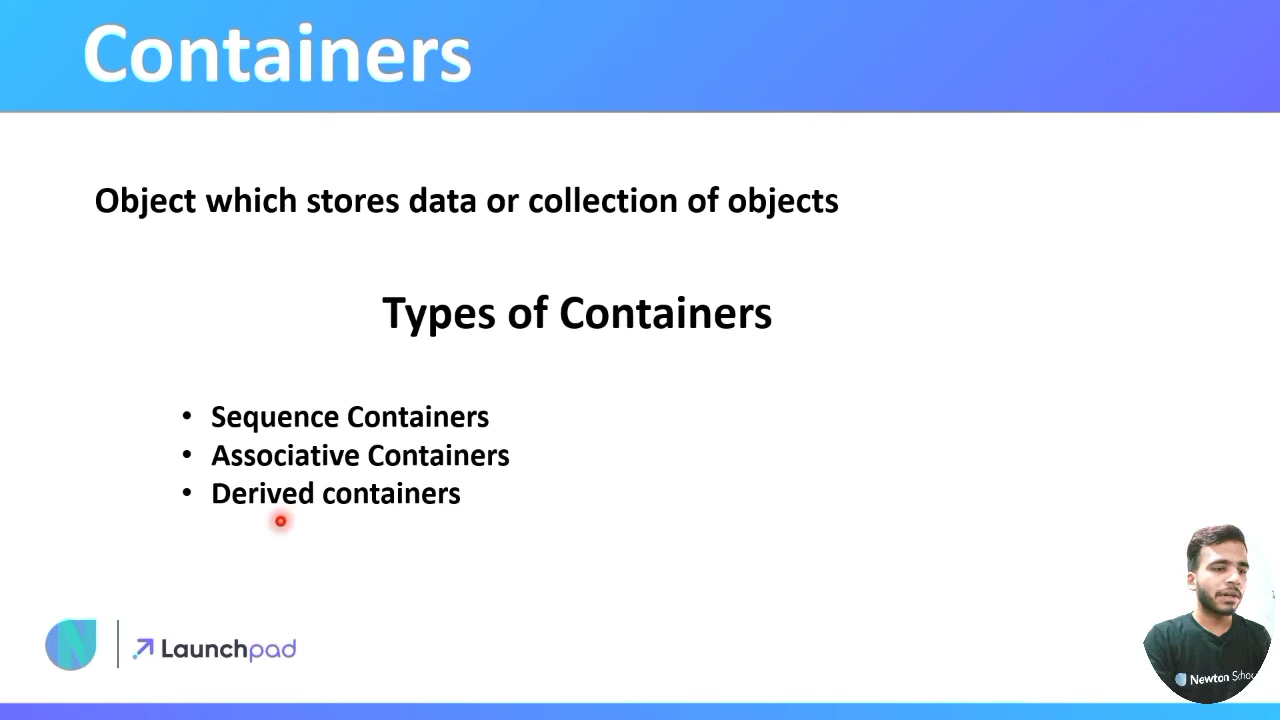 Containers
Object which stores data or collection of objects
Types of Containers
• Sequence Containers
• Associative Containers
• Derived containers
N
Launchpad
Newton School